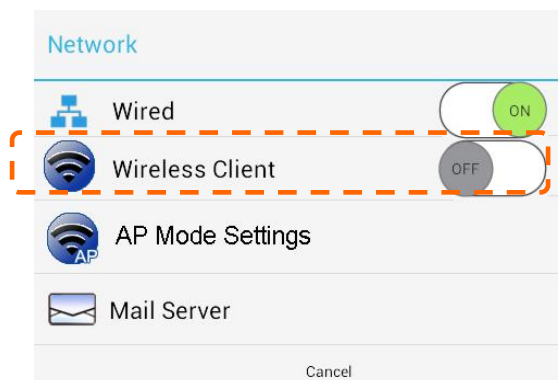 Network
Wired
ON
Wireless Client
OFF
AP
AP Mode Settings
Mail Server
Cancel